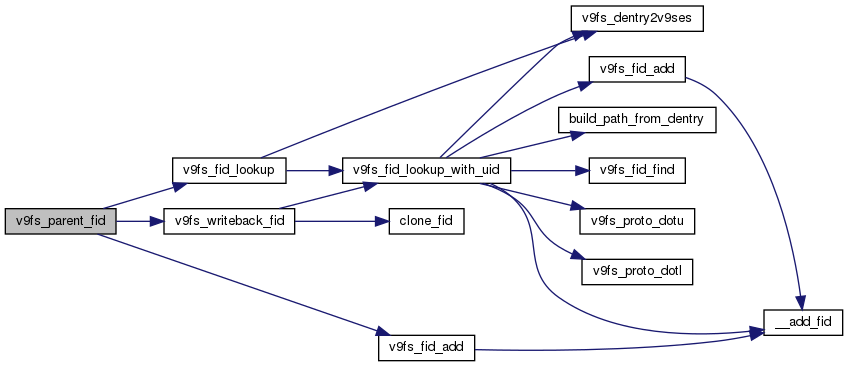 v9fs_dentry2v9ses
v9fs_fid_add
build_path_from_dentry
v9fs_fid_lookup
v9fs_fid_lookup_with_uid
v9fs_fid_find
v9fs_parent_fid
v9fs_writeback_fid
clone_fid
v9fs_proto_dotu
v9fs_proto_dotl
__add_fid
v9fs_fid_add